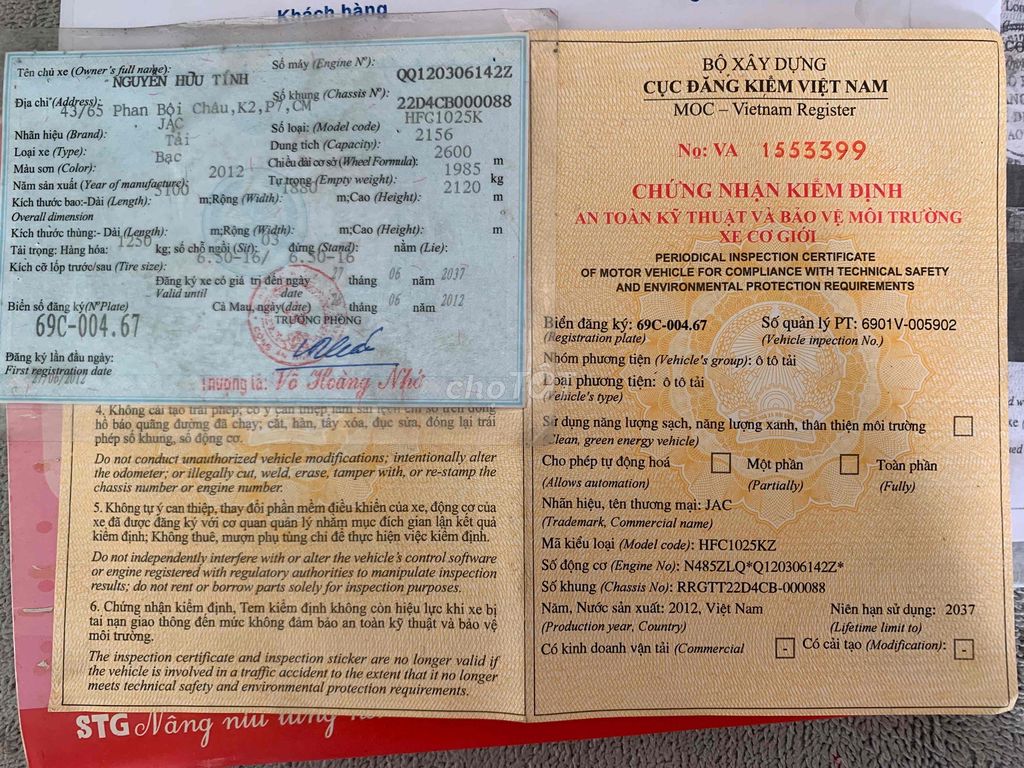 Khách hàng
Tên chủ xe (Owner's full name):
NGUYỄN HỮU TÍNH
Số máy (Engine Nº):
QQ120306142Z
Địa chỉ (Address):
43/65 Phan Bội Châu,K2,P7,CM
Số khung (Chassis Nº):
22D4CB000088
Nhãn hiệu (Brand):
JAC
Số loại: (Model code)
HFC1025K
Loại xe (Type):
Tải
Dung tích (Capacity):
2156
Màu sơn (Color):
Bạc
Chiều dài cơ sở (Wheel Formula):
2600
m
Năm sản xuất (Year of manufacture):
2012
Tự trọng (Empty weight):
1985
kg
Kích thước bao:-Dài (Length):
5100
m;Rộng (Width):
1880
m;Cao (Height):
2120
m
Overall dimension
Kích thước thùng:- Dài (Length):
m;Rộng (Width):
m;Cao (Height):
m
Tải trọng: Hàng hóa:
1250
kg; số chỗ ngồi (Sit):
03
đứng (Stand):
nằm (Lie):
Kích cỡ lốp trước/sau (Tire size):
6.50-16/ 6.50-16
Đăng ký xe có giá trị đến ngày 27 tháng 06 năm 2037
Valid until date
Biển số đăng ký(NºPlate)
Cà Mau, ngày(date) tháng 06 năm 2012
69C-004.67
TRƯỞNG PHÒNG
Đăng ký lần đầu ngày:
First registration date
27/06/2012
Võ Hoàng Nhớ
choTỐT
4. Không cải tạo trái phép; cố ý can thiệp làm sai lệch chỉ số trên đồng
hồ báo quãng đường đã chạy; cắt, hàn, tẩy xóa, đục sửa, đóng lại trái
phép số khung, số động cơ.
Do not conduct unauthorized vehicle modifications; intentionally alter
the odometer; or illegally cut, weld, erase, tamper with, or re-stamp the
chassis number or engine number.
5. Không tự ý can thiệp, thay đổi phần mềm điều khiển của xe, động cơ của
xe đã được đăng ký với cơ quan quản lý nhằm mục đích gian lận kết quả
kiểm định; Không thuê, mượn phụ tùng chỉ để thực hiện việc kiểm định.
Do not independently interfere with or alter the vehicle's control software
or engine registered with regulatory authorities to manipulate inspection
results; do not rent or borrow parts solely for inspection purposes.
6. Chứng nhận kiểm định, Tem kiểm định không còn hiệu lực khi xe bị
tai nạn giao thông đến mức không đảm bảo an toàn kỹ thuật và bảo vệ
môi trường.
The inspection certificate and inspection sticker are no longer valid if
the vehicle is involved in a traffic accident to the extent that it no longer
meets technical safety and environmental protection requirements.
STG Nâng niu từng
BỘ XÂY DỰNG
CỤC ĐĂNG KIỂM VIỆT NAM
MOC – Vietnam Register
No: VA 1553399
CHỨNG NHẬN KIỂM ĐỊNH
AN TOÀN KỸ THUẬT VÀ BẢO VỆ MÔI TRƯỜNG
XE CƠ GIỚI
PERIODICAL INSPECTION CERTIFICATE
OF MOTOR VEHICLE FOR COMPLIANCE WITH TECHNICAL SAFETY
AND ENVIRONMENTAL PROTECTION REQUIREMENTS
Biển đăng ký: 69C-004.67 Số quản lý PT: 6901V-005902
(Registration plate) (Vehicle inspection No.)
Nhóm phương tiện (Vehicle's group): ô tô tải
Loại phương tiện: ô tô tải
(Vehicle's type)
Sử dụng năng lượng sạch, năng lượng xanh, thân thiện môi trường
(Clean, green energy vehicle)
Cho phép tự động hoá Một phần Toàn phần
(Allows automation) (Partially) (Fully)
Nhãn hiệu, tên thương mại: JAC
(Trademark, Commercial name)
Mã kiểu loại (Model code): HFC1025KZ
Số động cơ (Engine No): N485ZLQ*Q120306142Z*
Số khung (Chassis No): RRGTT22D4CB-000088
Năm, Nước sản xuất: 2012, Việt Nam Niên hạn sử dụng: 2037
(Production year, Country) (Lifetime limit to)
Có kinh doanh vận tải (Commercial - Có cải tạo (Modification): -